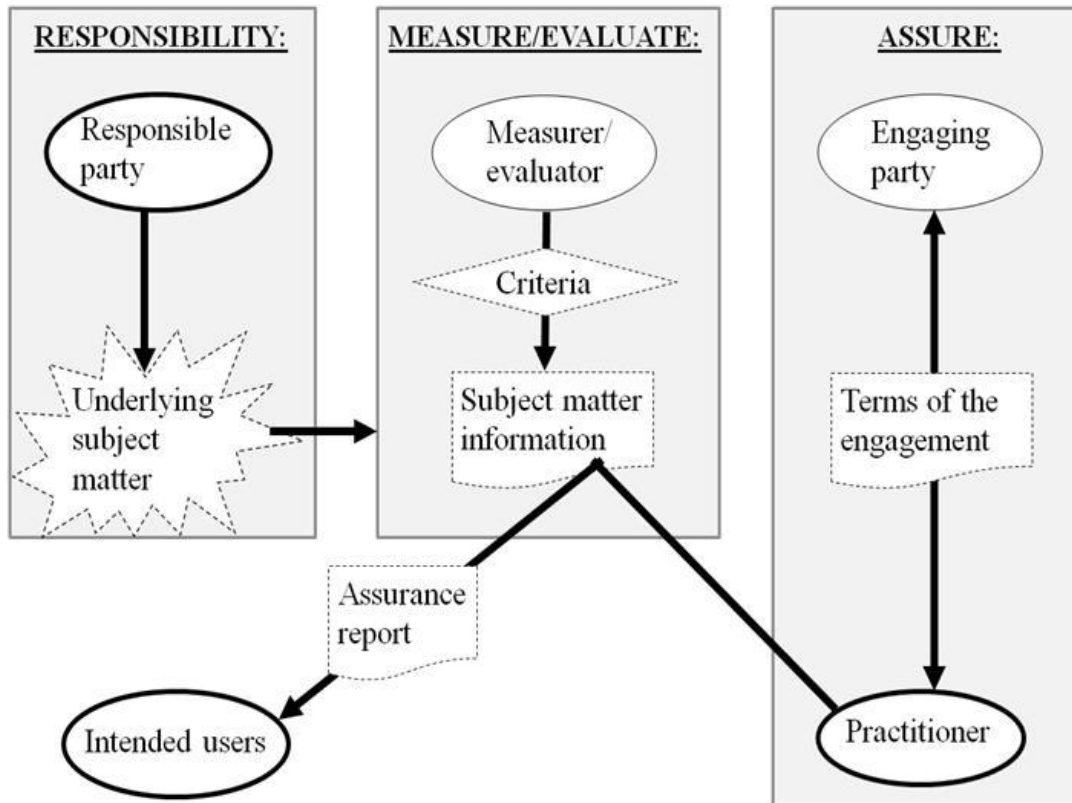 RESPONSIBILITY:
Responsible
party
Underlying
subject
matter
MEASURE/EVALUATE:
Measurer/
evaluator
Criteria
Subject matter
information
ASSURE:
Engaging
party
Terms of the
engagement
Practitioner
Assurance
report
Intended users